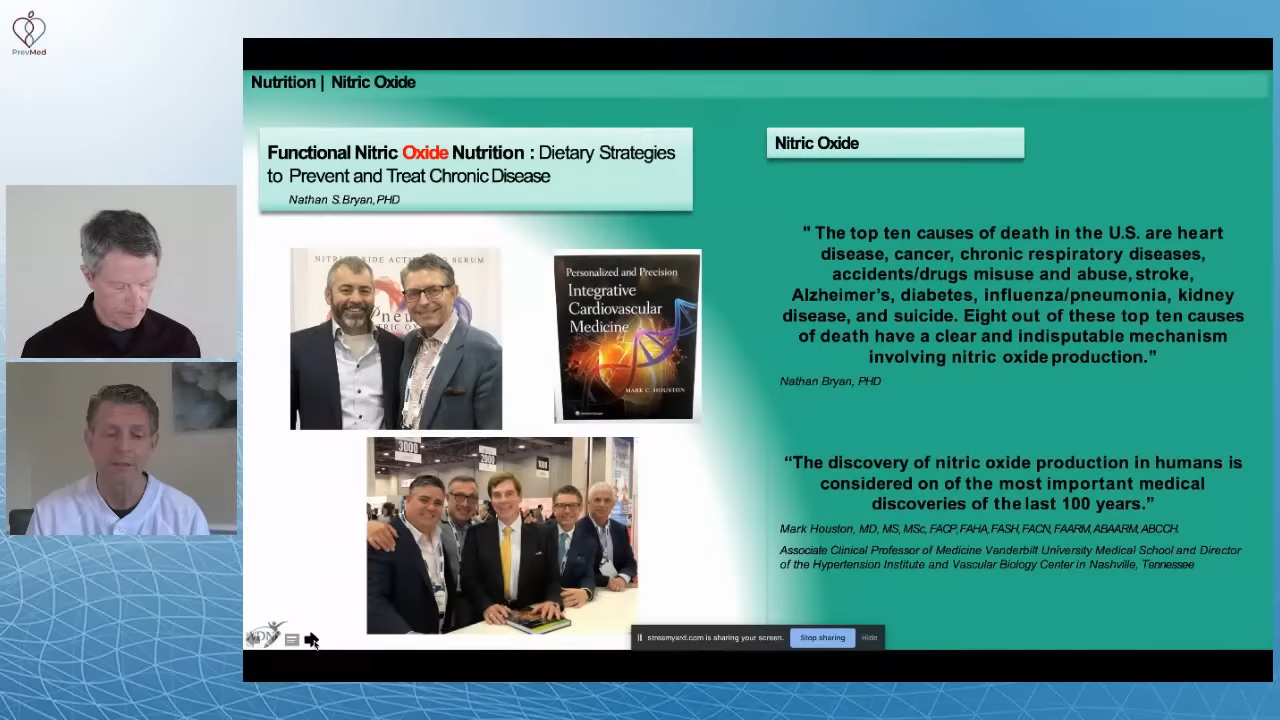 PrevMed
Nutrition | Nitric Oxide
Functional Nitric Oxide Nutrition : Dietary Strategies
to Prevent and Treat Chronic Disease
Nathan S.Bryan,PHD
NITRIC OXIDE ACTI NG SERUM
Personalized and Precision
Integrative
Cardiovascular
Medicine
MARK C. HOUSTON
3000
2000
Nitric Oxide
" The top ten causes of death in the U.S. are heart
disease, cancer, chronic respiratory diseases,
accidents/drugs misuse and abuse, stroke,
Alzheimer’s, diabetes, influenza/pneumonia, kidney
disease, and suicide. Eight out of these top ten causes
of death have a clear and indisputable mechanism
involving nitric oxide production.”
Nathan Bryan, PHD
“The discovery of nitric oxide production in humans is
considered on of the most important medical
discoveries of the last 100 years.”
Mark Houston, MD, MS, MSc, FACP, FAHA, FASH, FACN, FAARM, ABAARM, ABCCH.
Associate Clinical Professor of Medicine Vanderbilt University Medical School and Director
of the Hypertension Institute and Vascular Biology Center in Nashville, Tennessee
streamyard.com is sharing your screen.
Stop sharing
Hide